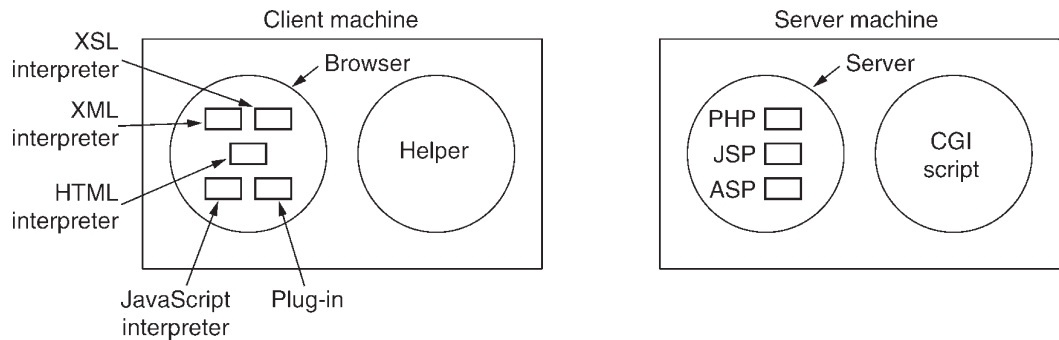 Client machine
Server machine
XSL
interpreter
Browser
Server
XML
interpreter
PHP
JSP
ASP
Helper
CGI
script
HTML
interpreter
JavaScript
interpreter
Plug-in